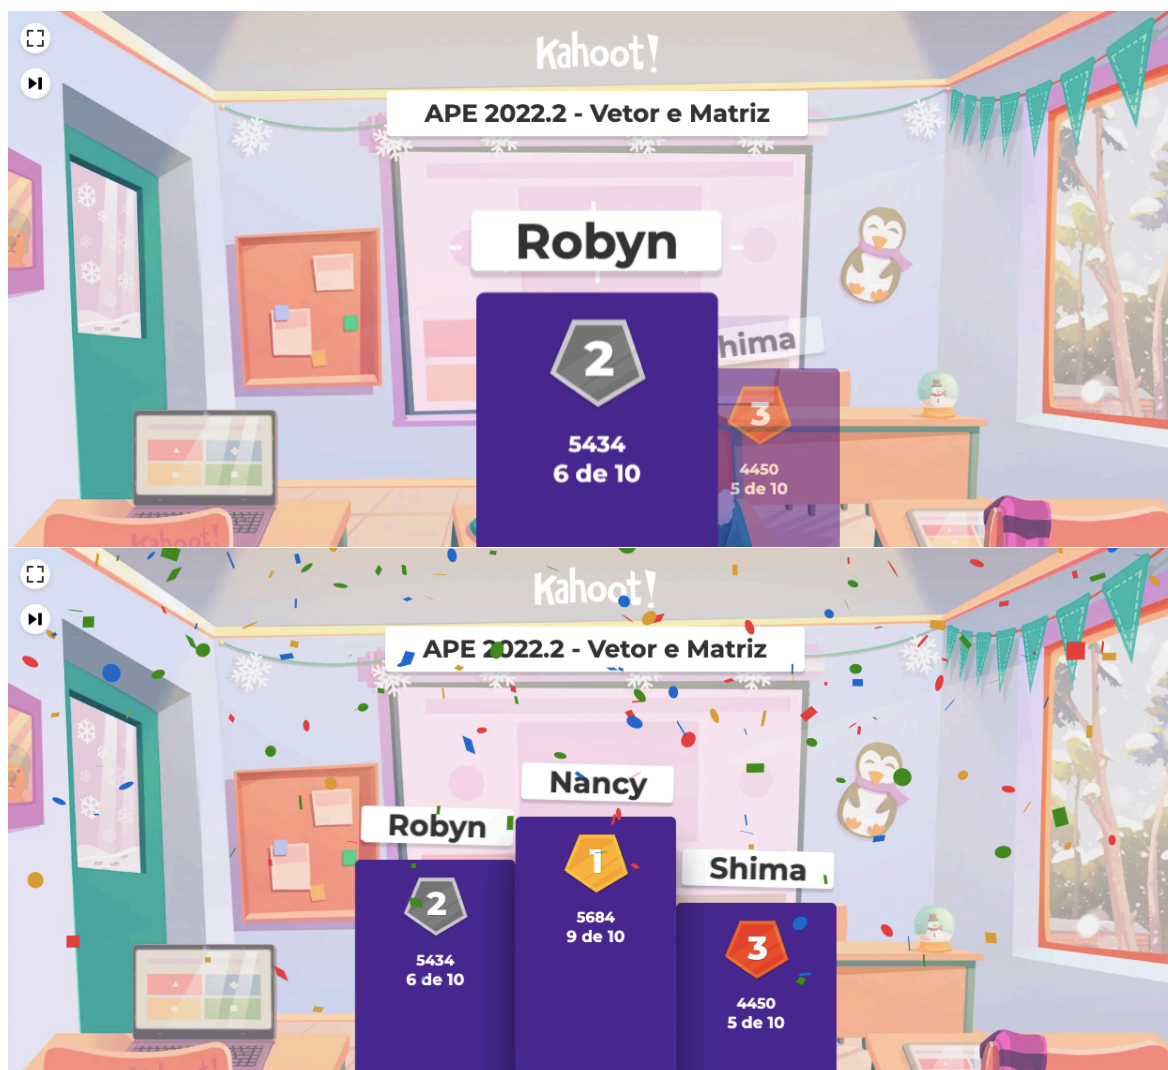 Kahoot!
APE 2022.2 - Vetor e Matriz
Robyn
2
5434
6 de 10
hima
3
4450
5 de 10
Kahoot!
Kahoot!
APE 2022.2 - Vetor e Matriz
Nancy
1
5684
9 de 10
Robyn
2
5434
6 de 10
Shima
3
4450
5 de 10